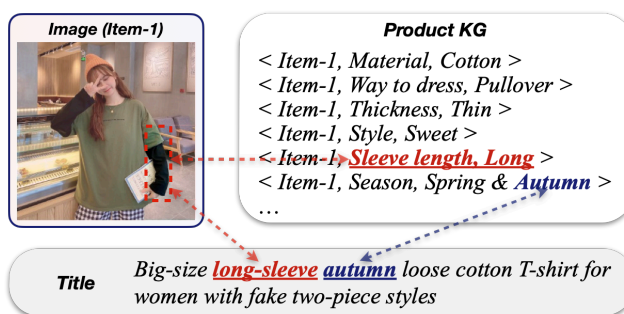 Image (Item-1)
Product KG
< Item-1, Material, Cotton >
< Item-1, Way to dress, Pullover >
< Item-1, Thickness, Thin >
< Item-1, Style, Sweet >
< Item-1, Sleeve length, Long >
< Item-1, Season, Spring & Autumn >
...
Title
Big-size long-sleeve autumn loose cotton T-shirt for
women with fake two-piece styles